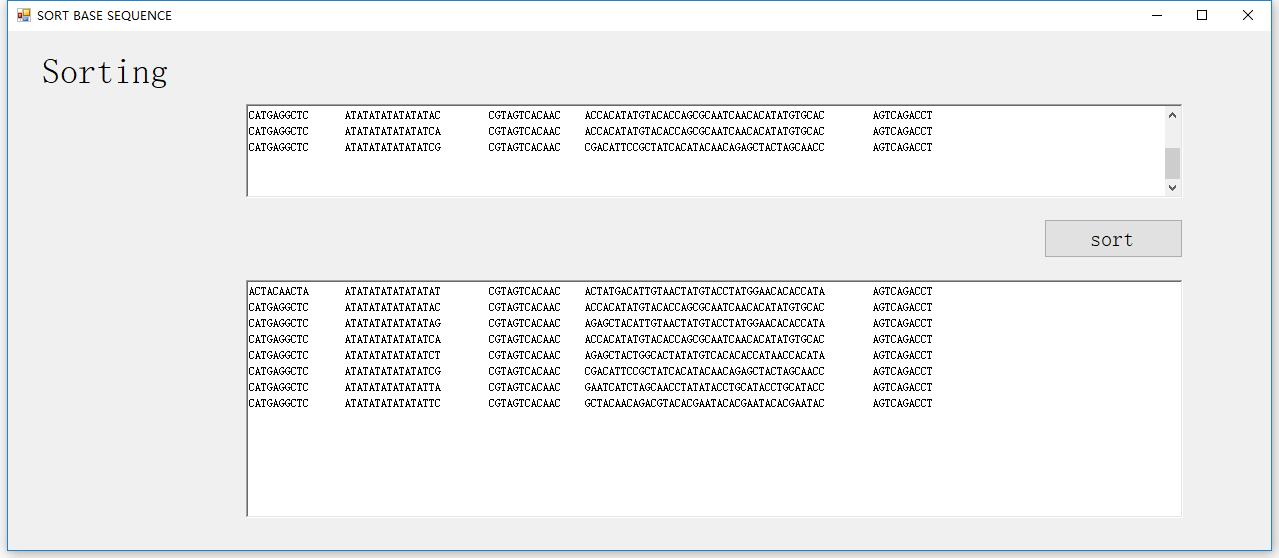 SORT BASE SEQUENCE
Sorting
CATGAGGCTC ATATATATATATATAC CGTAGTCACAAC ACCACATATGTACACCAGCGCAATCAACACATATGTGCAC AGTCAGACCT
CATGAGGCTC ATATATATATATATCA CGTAGTCACAAC ACCACATATGTACACCAGCGCAATCAACACATATGTGCAC AGTCAGACCT
CATGAGGCTC ATATATATATATATCG CGTAGTCACAAC CGACATTCCGCTATCACATACAACAGAGCTACTAGCAACC AGTCAGACCT
sort
ACTACAACTA ATATATATATATATAT CGTAGTCACAAC ACTATGACATTGTAACTATGTACCTATGGAACACACCATA AGTCAGACCT
CATGAGGCTC ATATATATATATATAC CGTAGTCACAAC ACCACATATGTACACCAGCGCAATCAACACATATGTGCAC AGTCAGACCT
CATGAGGCTC ATATATATATATATAG CGTAGTCACAAC AGAGCTACATTGTAACTATGTACCTATGGAACACACCATA AGTCAGACCT
CATGAGGCTC ATATATATATATATCA CGTAGTCACAAC ACCACATATGTACACCAGCGCAATCAACACATATGTGCAC AGTCAGACCT
CATGAGGCTC ATATATATATATATCT CGTAGTCACAAC AGAGCTACTGGCACTATATGTCACACACCATAACCACATA AGTCAGACCT
CATGAGGCTC ATATATATATATATCG CGTAGTCACAAC CGACATTCCGCTATCACATACAACAGAGCTACTAGCAACC AGTCAGACCT
CATGAGGCTC ATATATATATATATTA CGTAGTCACAAC GAATCATCTAGCAACCTATATACCTGCATACCTGCATACC AGTCAGACCT
CATGAGGCTC ATATATATATATATTC CGTAGTCACAAC GCTACAACAGACGTACACGAATACACGAATACACGAATAC AGTCAGACCT